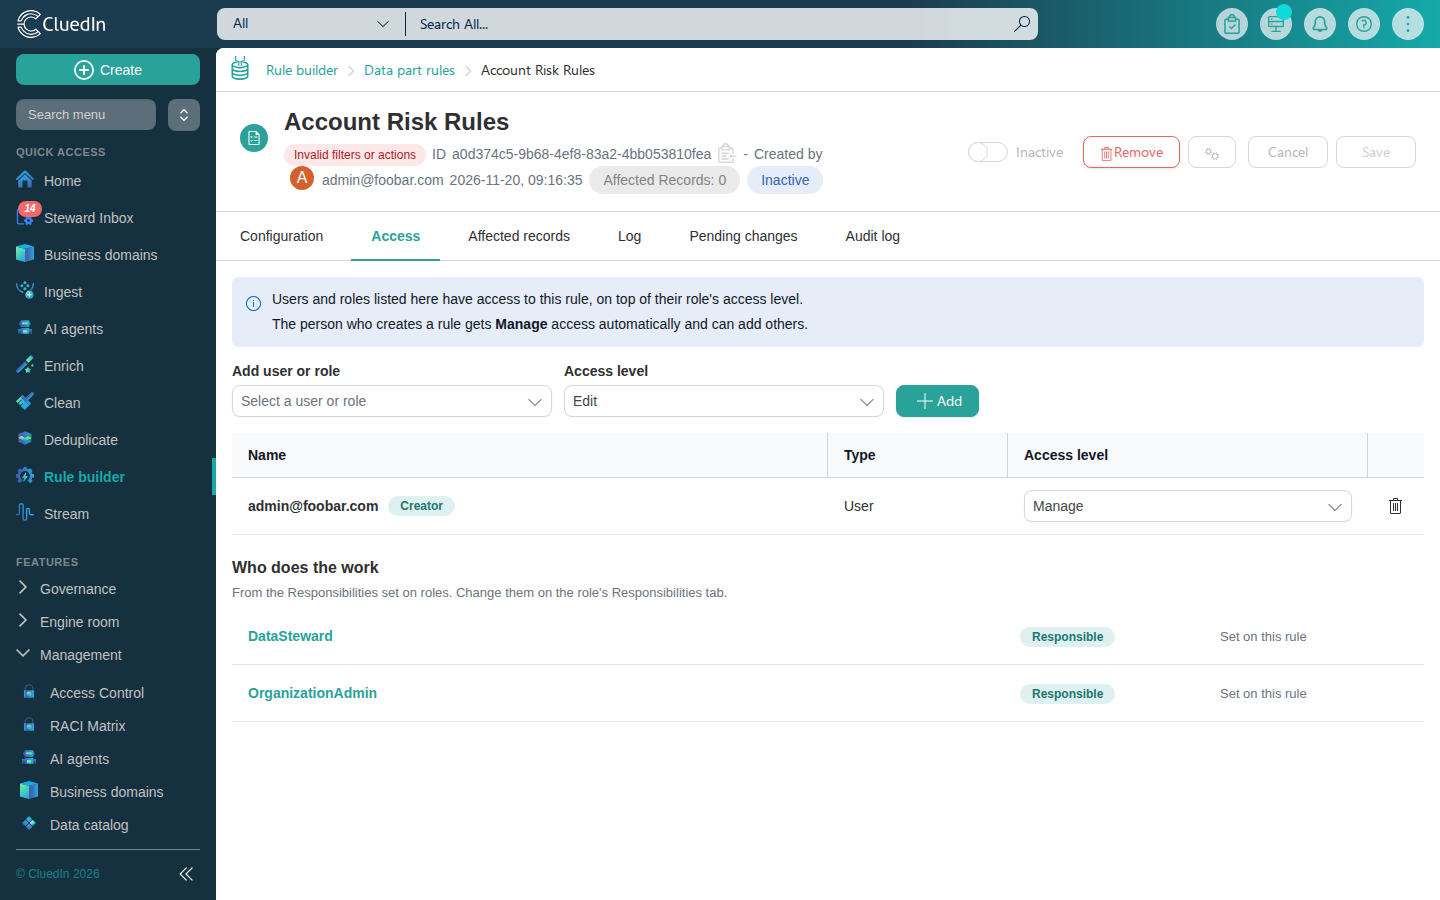 CluedIn
All
Search All...
Create
Search menu
QUICK ACCESS
Home
14
Steward Inbox
Business domains
Ingest
AI agents
Enrich
Clean
Deduplicate
Rule builder
Stream
FEATURES
Governance
Engine room
Management
Access Control
RACI Matrix
AI agents
Business domains
Data catalog
© CluedIn 2026
Rule builder
Data part rules
Account Risk Rules
Account Risk Rules
Invalid filters or actions ID a0d374c5-9b68-4ef8-83a2-4bb053810fea - Created by
A admin@foobar.com 2026-11-20, 09:16:35 Affected Records: 0 Inactive
Inactive
Remove
Cancel
Save
Configuration
Access
Affected records
Log
Pending changes
Audit log
Users and roles listed here have access to this rule, on top of their role's access level.
The person who creates a rule gets Manage access automatically and can add others.
Add user or role
Access level
Select a user or role
Edit
Add
Name Type Access level
admin@foobar.com Creator User Manage
Who does the work
From the Responsibilities set on roles. Change them on the role's Responsibilities tab.
DataSteward Responsible Set on this rule
OrganizationAdmin Responsible Set on this rule